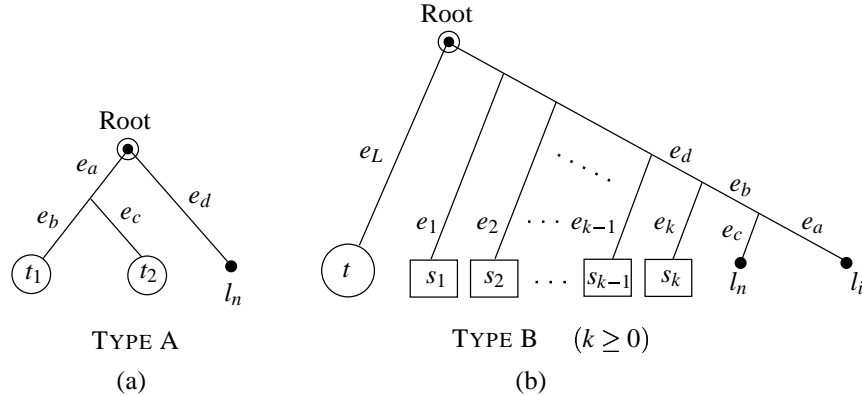 Root
e_L
e_1
e_2
. . . . .
. . .
e_{k−1}
e_d
e_k
e_b
e_c
e_a
t
s_1
s_2
. . .
s_{k−1}
s_k
l_n
l_i
TYPE B (k ≥ 0)
(b)
Root
e_a
e_b
e_c
e_d
t_1
t_2
l_n
TYPE A
(a)